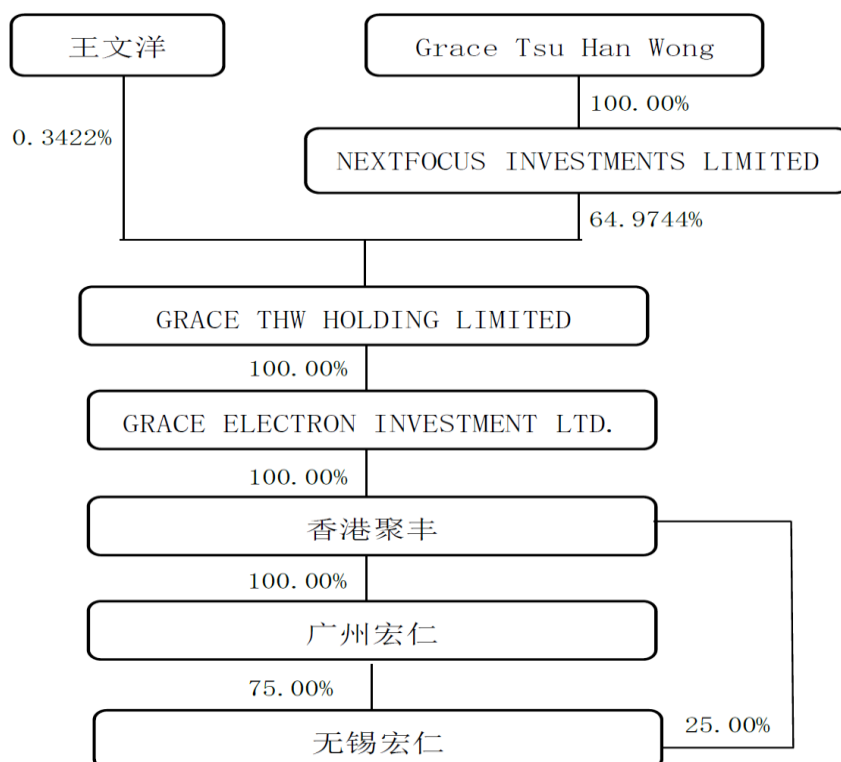 王文洋
Grace Tsu Han Wong
100.00%
0.3422%
NEXTFOCUS INVESTMENTS LIMITED
64.9744%
GRACE THW HOLDING LIMITED
100.00%
GRACE ELECTRON INVESTMENT LTD.
100.00%
香港聚丰
100.00%
广州宏仁
75.00%
25.00%
无锡宏仁